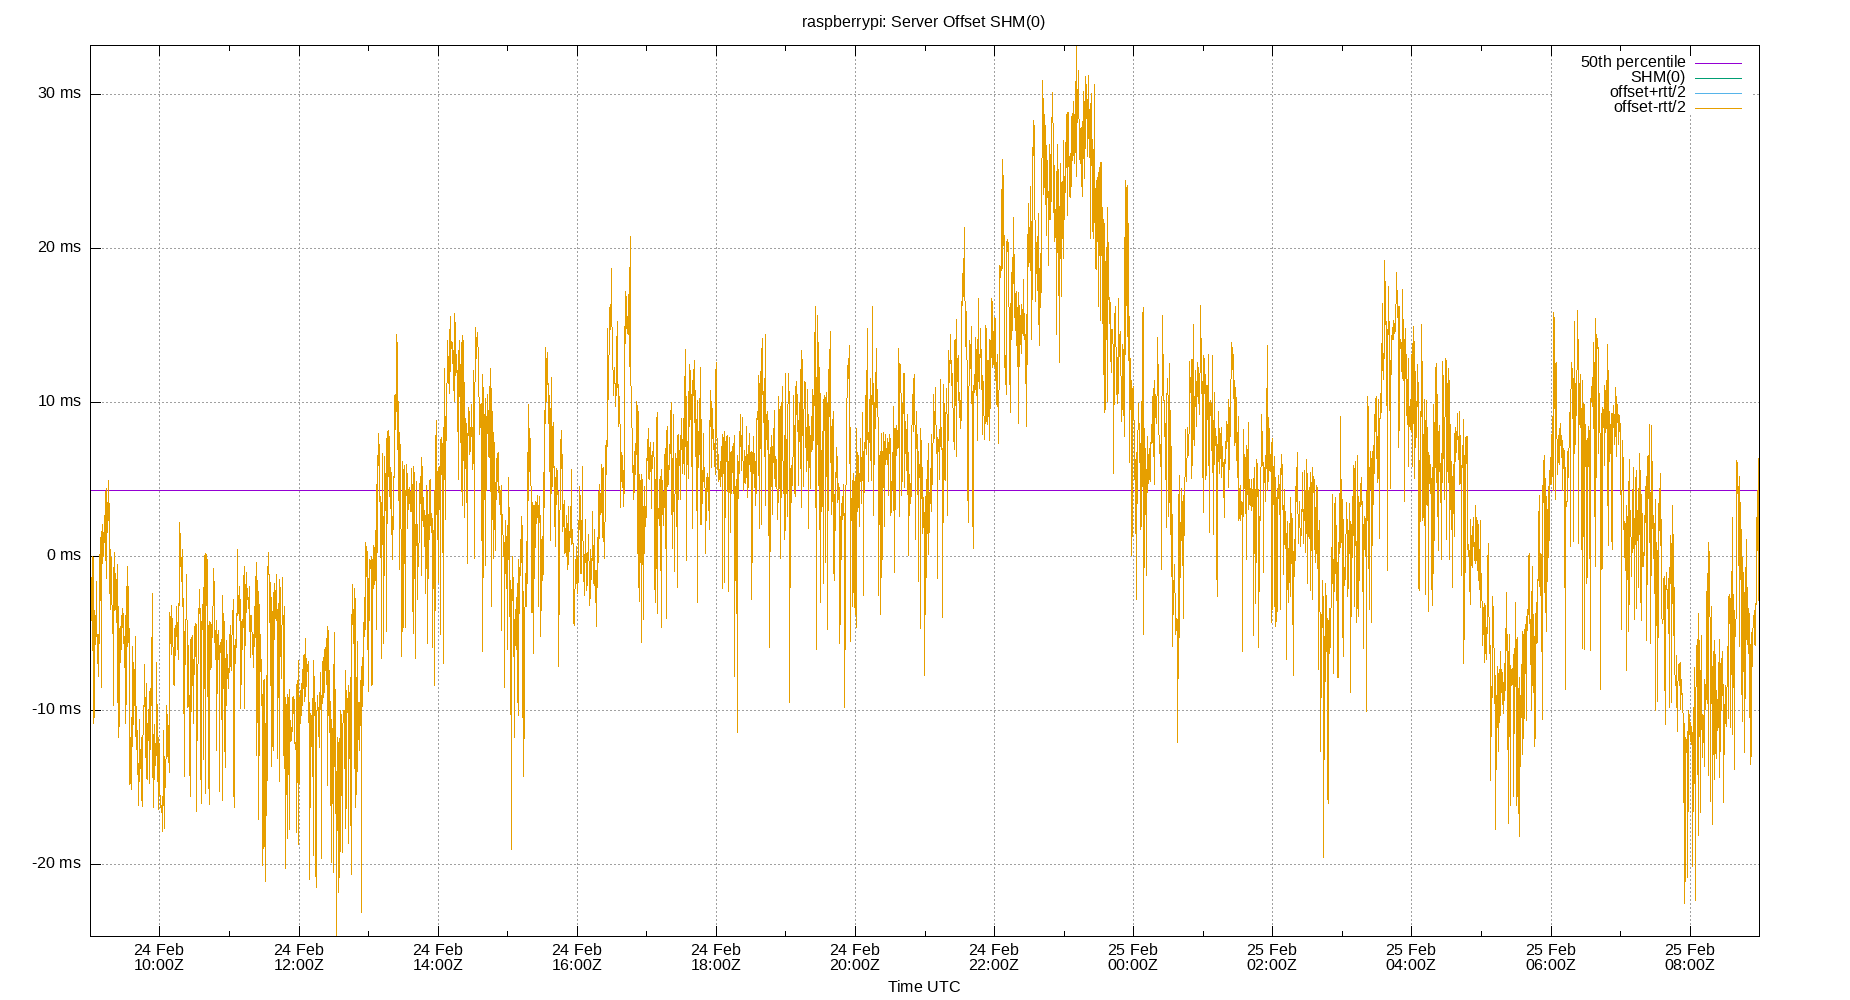 raspberrypi: Server Offset SHM(0)
50th percentile
SHM(0)
offset+rtt/2
offset-rtt/2
30 ms
20 ms
10 ms
0 ms
-10 ms
-20 ms
24 Feb 24 Feb 24 Feb 24 Feb 24 Feb 24 Feb 24 Feb 25 Feb 25 Feb 25 Feb 25 Feb 25 Feb
10:00Z 12:00Z 14:00Z 16:00Z 18:00Z 20:00Z 22:00Z 00:00Z 02:00Z 04:00Z 06:00Z 08:00Z
Time UTC